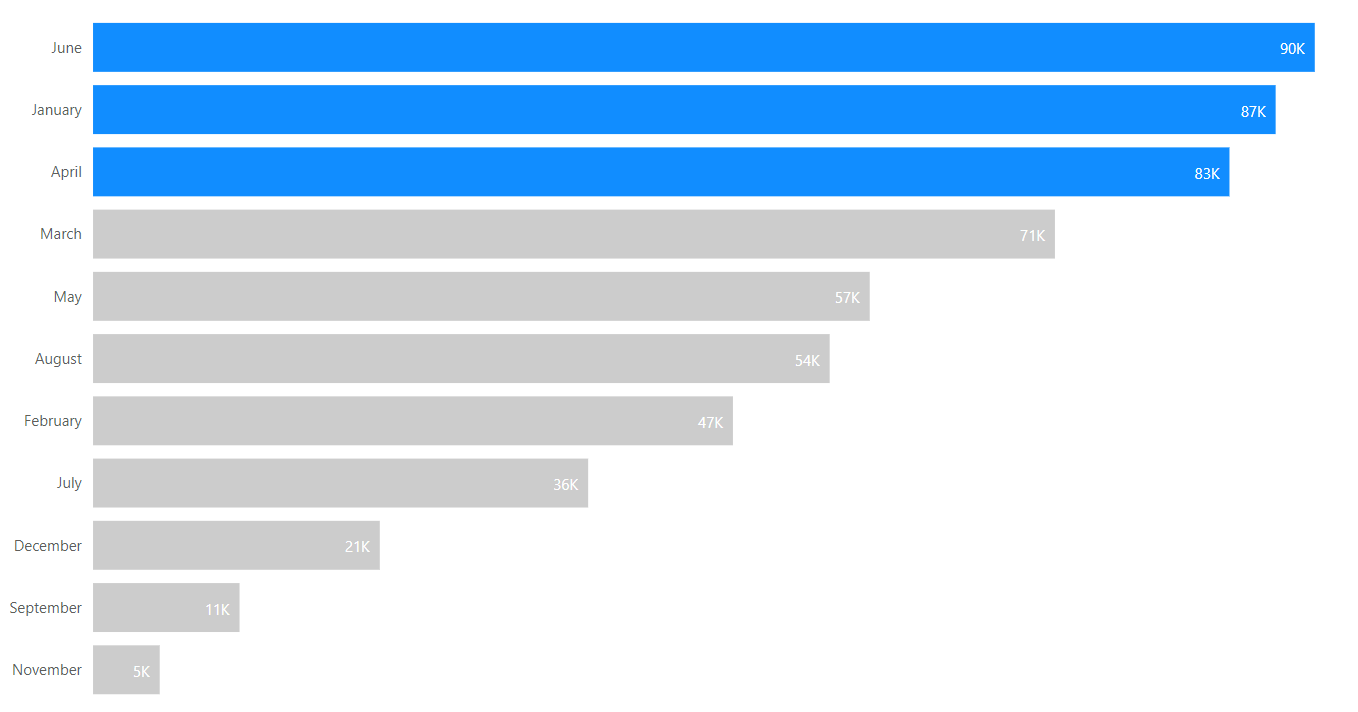 June 90K
January 87K
April 83K
March 71K
May 57K
August 54K
February 47K
July 36K
December 21K
September 11K
November 5K